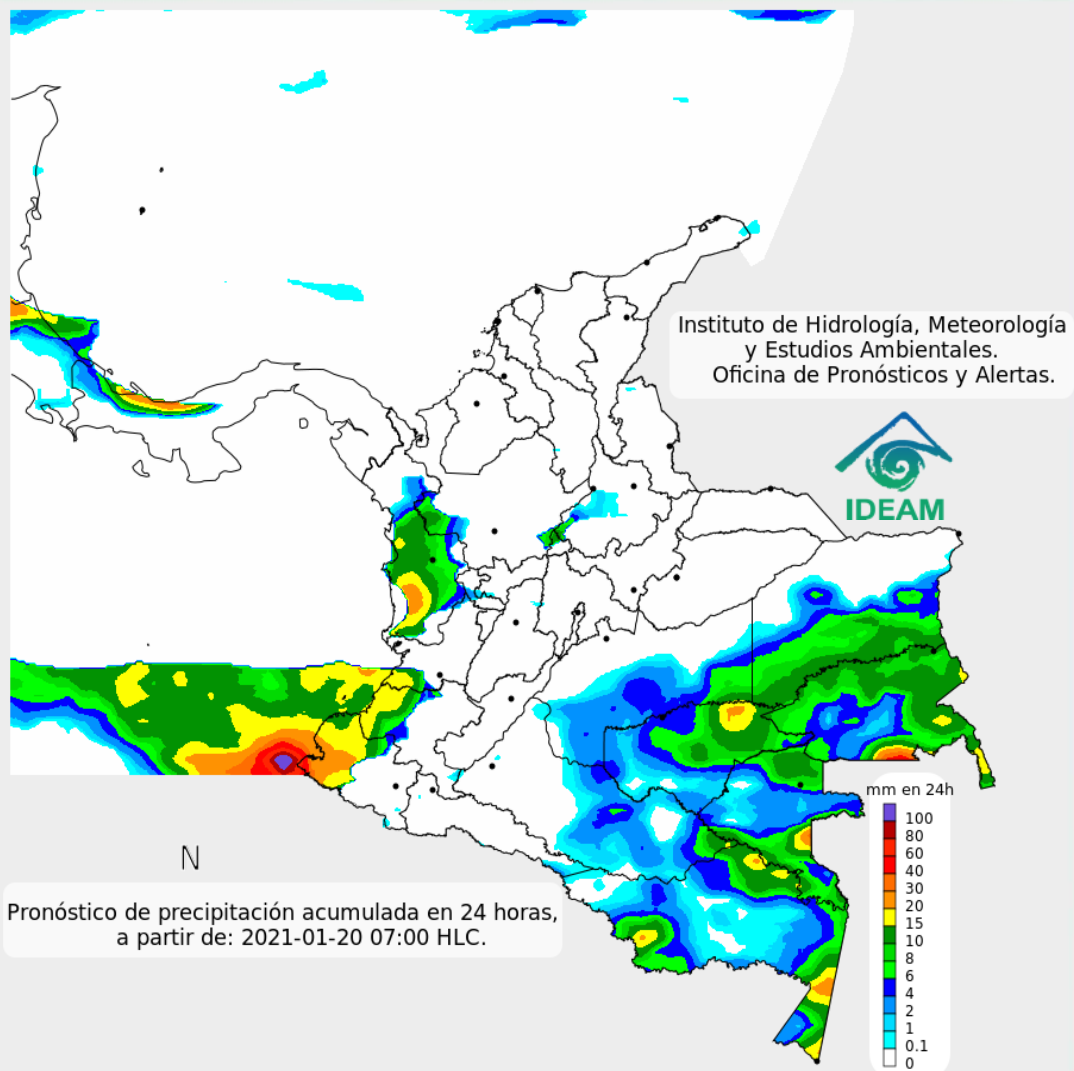 Instituto de Hidrología, Meteorología
y Estudios Ambientales.
Oficina de Pronósticos y Alertas.
IDEAM
mm en 24h
100
80
60
40
30
20
15
10
8
6
4
2
1
0.1
0
N
Pronóstico de precipitación acumulada en 24 horas,
a partir de: 2021-01-20 07:00 HLC.